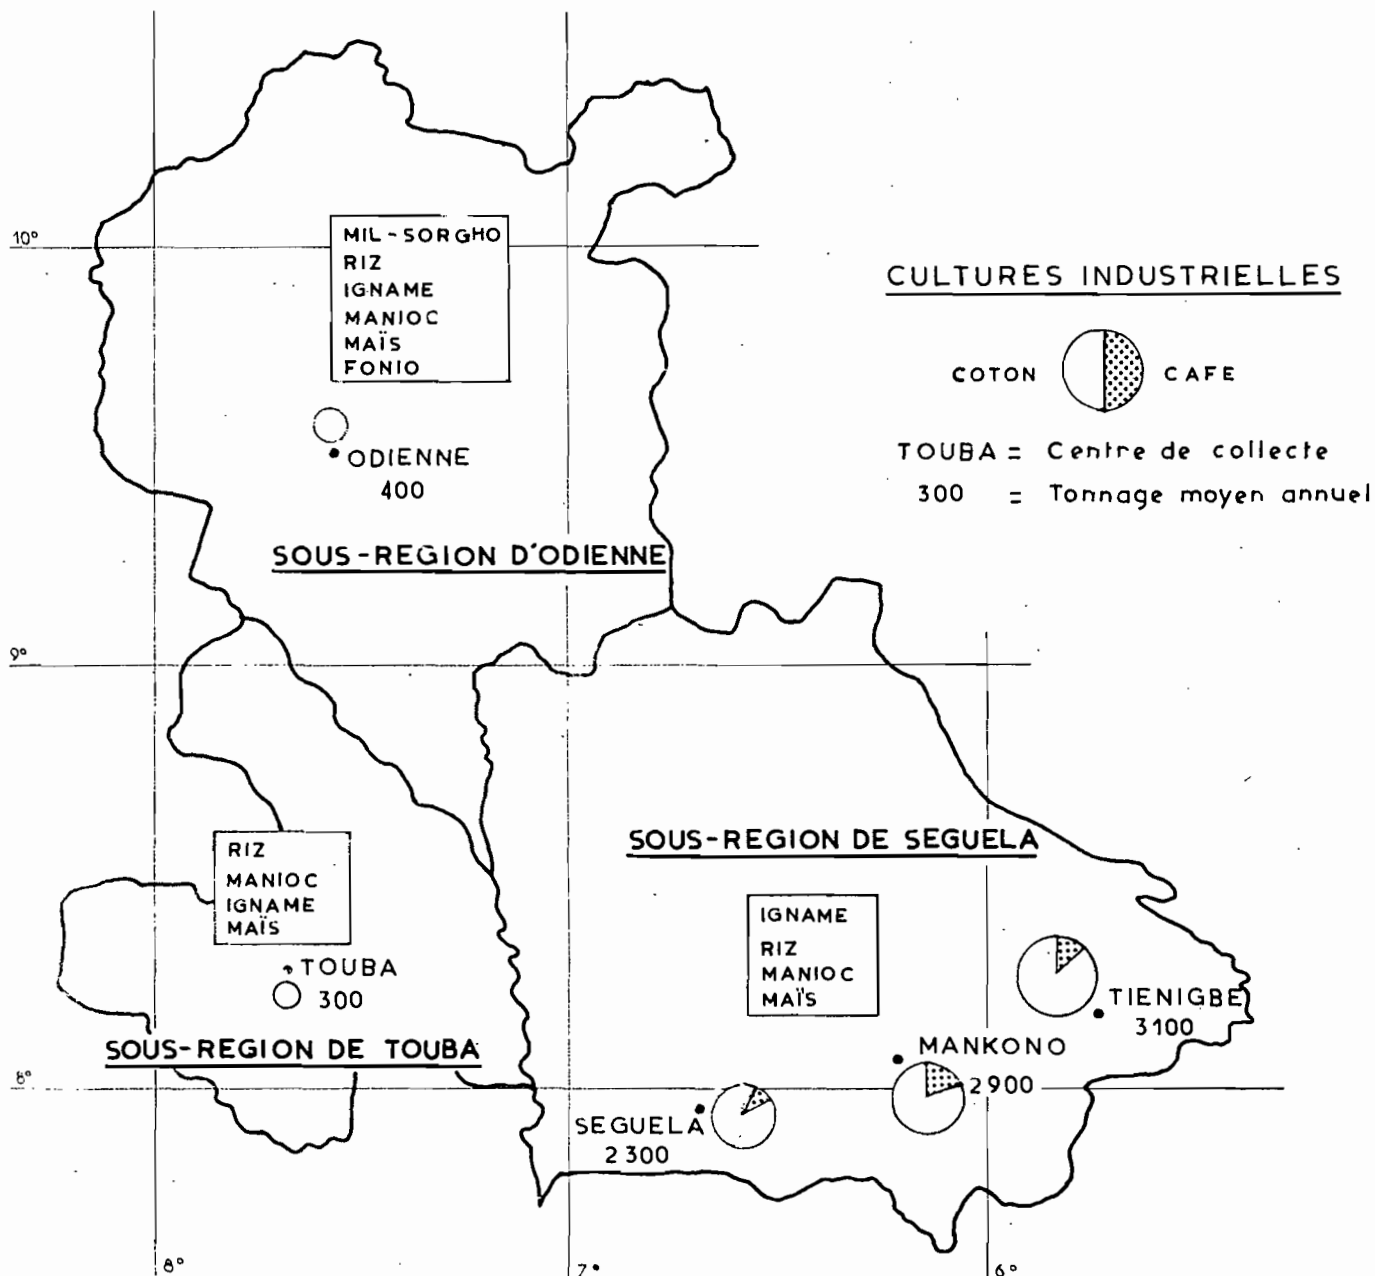 10°
MIL-SORGHO
RIZ
IGNAME
MANIOC
MAÏS
FONIO
CULTURES INDUSTRIELLES
COTON CAFE
TOUBA = Centre de collecte
300 = Tonnage moyen annuel
ODIENNE
400
SOUS-REGION D'ODIENNE
9°
RIZ
MANIOC
IGNAME
MAÏS
TOUBA
300
SOUS-REGION DE TOUBA
SOUS-REGION DE SEGUELA
IGNAME
RIZ
MANIOC
MAÏS
TIENIGBE
3100
MANKONO
2900
SEGUELA
2300
8°
8°
7°
6°